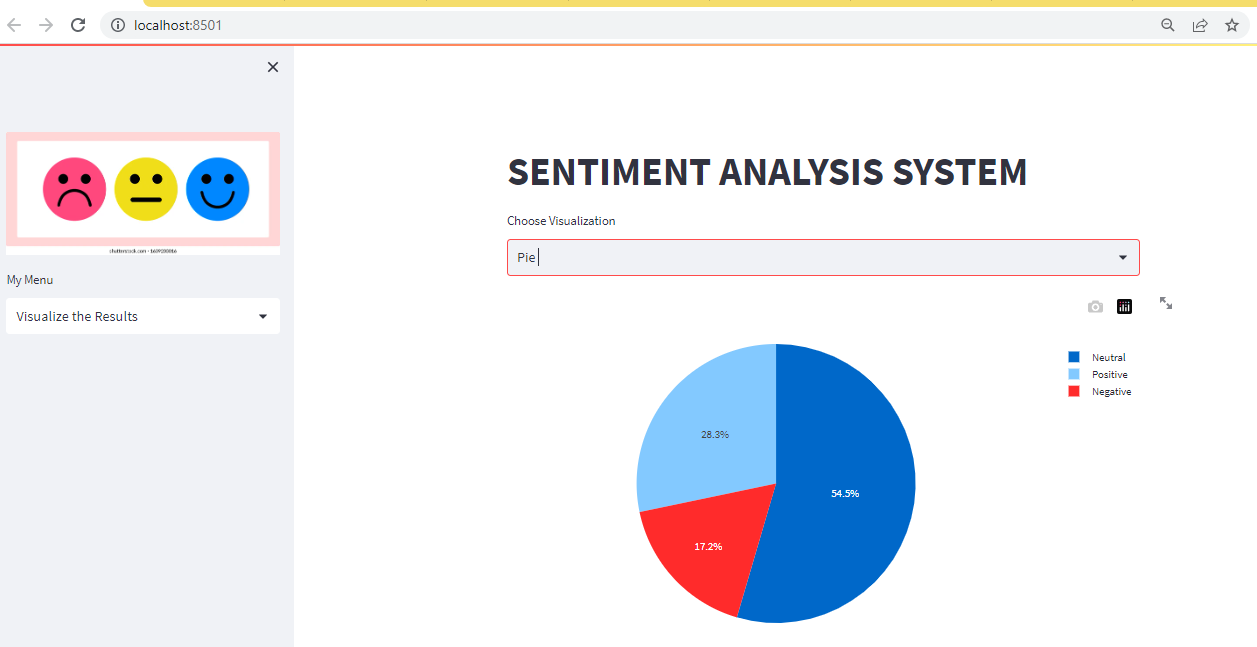 localhost:8501
SENTIMENT ANALYSIS SYSTEM
Choose Visualization
Pie
My Menu
Visualize the Results
Neutral
Positive
Negative
28.3%
54.5%
17.2%